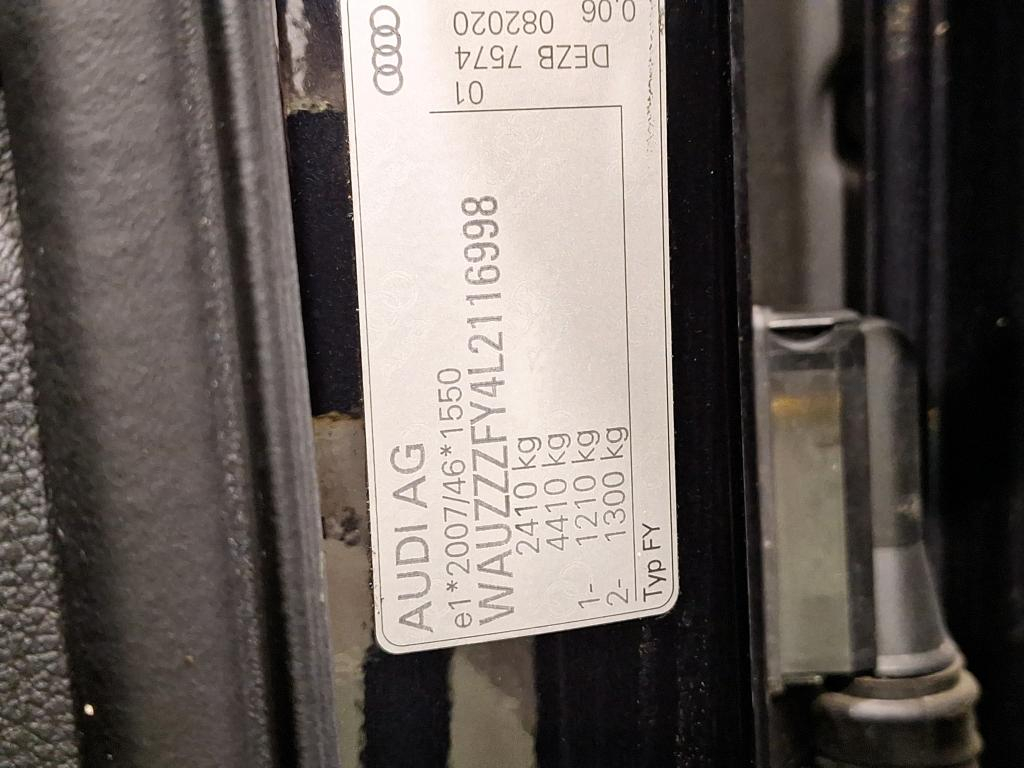 AUDI AG
e1*2007/46*1550
WAUZZZFY4L2116998
2410 kg
4410 kg
1- 1210 kg
2- 1300 kg
Typ FY
01
DEZB 7574
082020
0.06